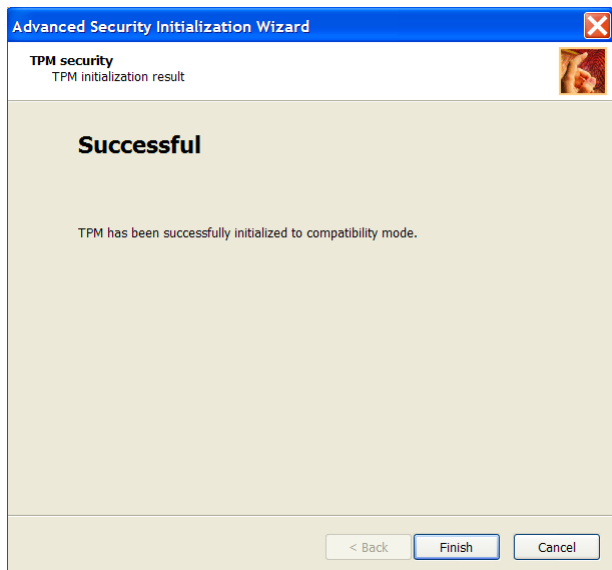 Advanced Security Initialization Wizard
TPM security
TPM initialization result
Successful
TPM has been successfully initialized to compatibility mode.
< Back Finish Cancel